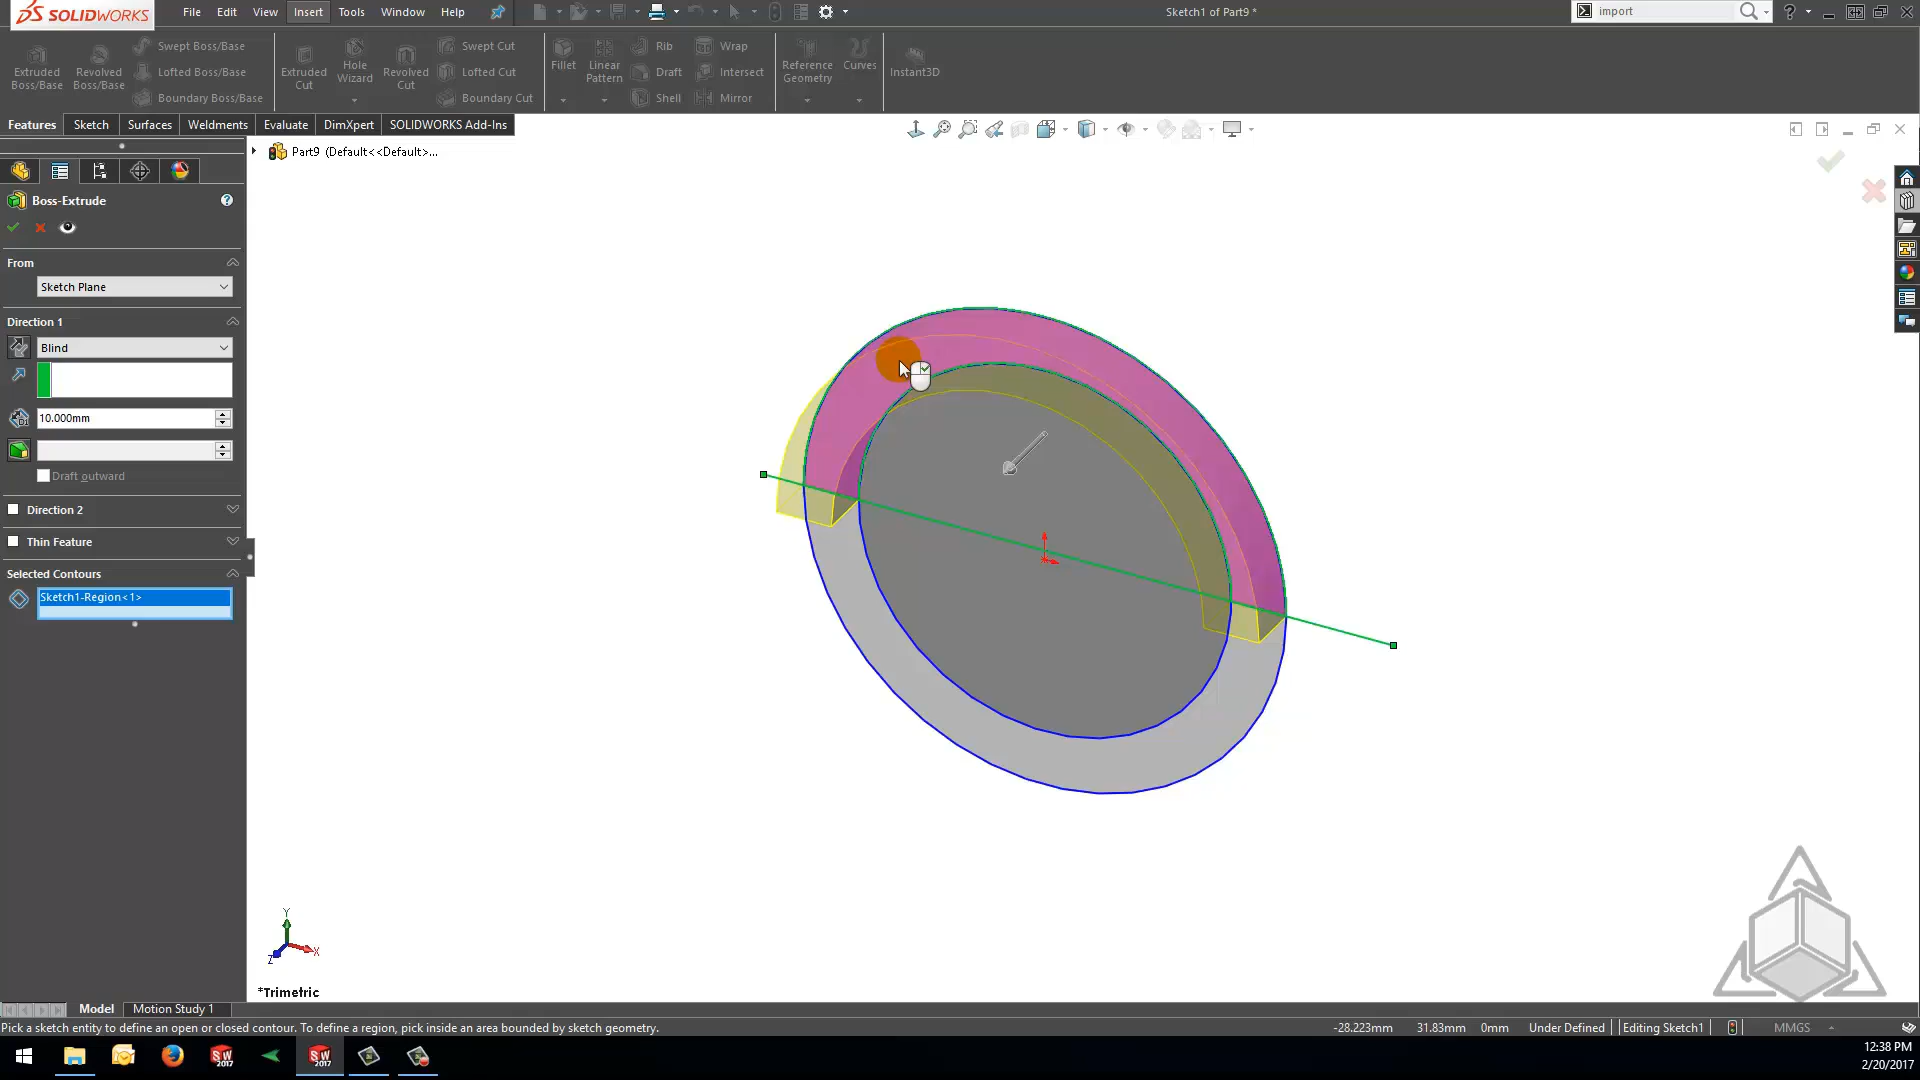 SOLIDWORKS
File Edit View Insert Tools Window Help
Sketch1 of Part9 *
import
Extruded Boss/Base
Revolved Boss/Base
Swept Boss/Base
Lofted Boss/Base
Boundary Boss/Base
Extruded Cut
Hole Wizard
Revolved Cut
Swept Cut
Lofted Cut
Boundary Cut
Fillet
Linear Pattern
Rib
Draft
Shell
Wrap
Intersect
Mirror
Reference Geometry
Curves
Instant3D
Features Sketch Surfaces Weldments Evaluate DimXpert SOLIDWORKS Add-Ins
Part9 (Default<<Default>...
Boss-Extrude
From
Sketch Plane
Direction 1
Blind
D1
10.000mm
Draft outward
Direction 2
Thin Feature
Selected Contours
Sketch1-Region<1>
Y
X
Z
*Trimetric
Model Motion Study 1
Pick a sketch entity to define an open or closed contour. To define a region, pick inside an area bounded by sketch geometry.
-28.223mm 31.83mm 0mm Under Defined Editing Sketch1 MMGS
SW 2017
SW 2017
12:38 PM
2/20/2017